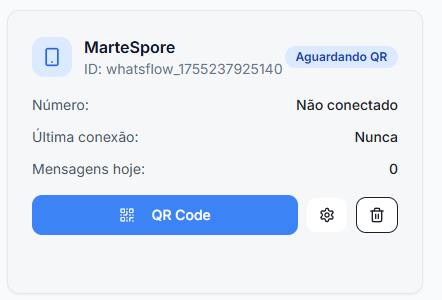 MarteSpore
ID: whatsflow_1755237925140
Aguardando QR
Número: Não conectado
Última conexão: Nunca
Mensagens hoje: 0
QR Code